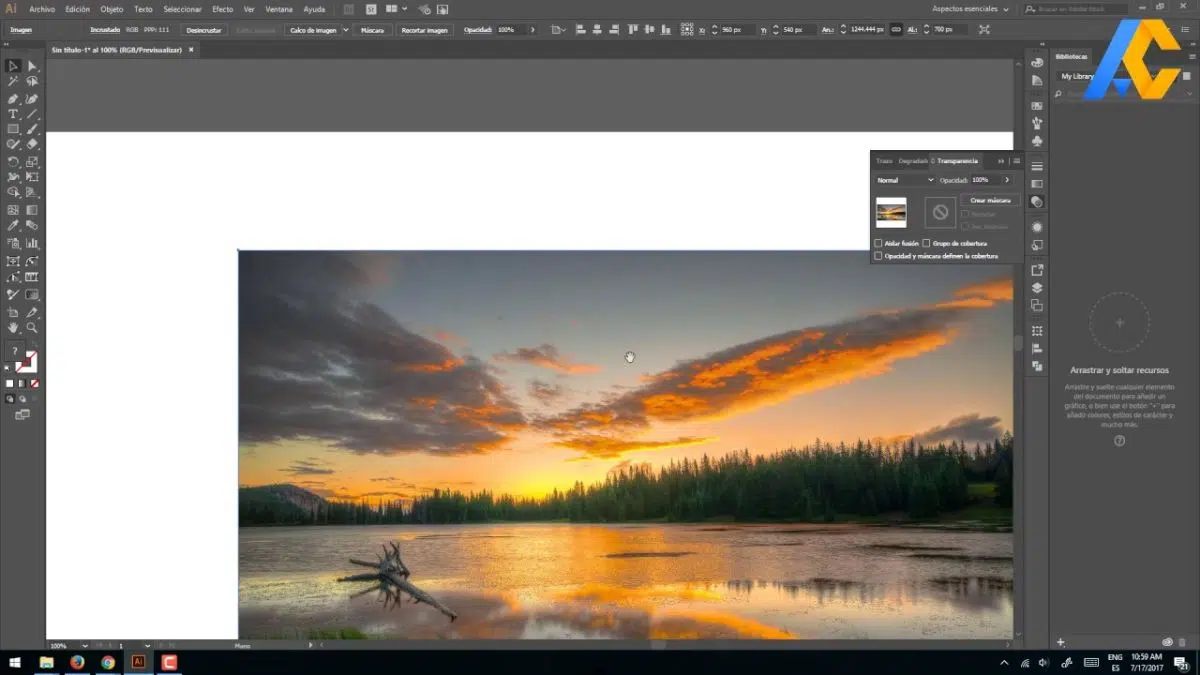 Ai Archivo Edición Objeto Texto Seleccionar Efecto Ver Ventana Ayuda St Aspectos esenciales Buscar en Adobe Stock
Imagen Incrustado RGB PPP: 111 Desincrustar Calco de imagen Máscara Recortar imagen Opacidad: 100% X: 960 px Y: 540 px An.: 1244.444 px Al.: 700 px
Sin título-1* al 100% (RGB/Previsualizar) ×
AC
Bibliotecas
My Library
Trazo Degradado Transparencia
Normal Opacidad: 100%
Crear máscara
Aislar fusión Grupo de cobertura
Opacidad y máscara definen la cobertura
Arrastrar y soltar recursos
Arrastre y suelte cualquier elemento
del documento para añadir un
gráfico, o bien use el botón "+" para
añadir colores, estilos de carácter y
mucho más.
100% 1 Mano
Ai
ENG
ES
10:59 AM
7/17/2017
21